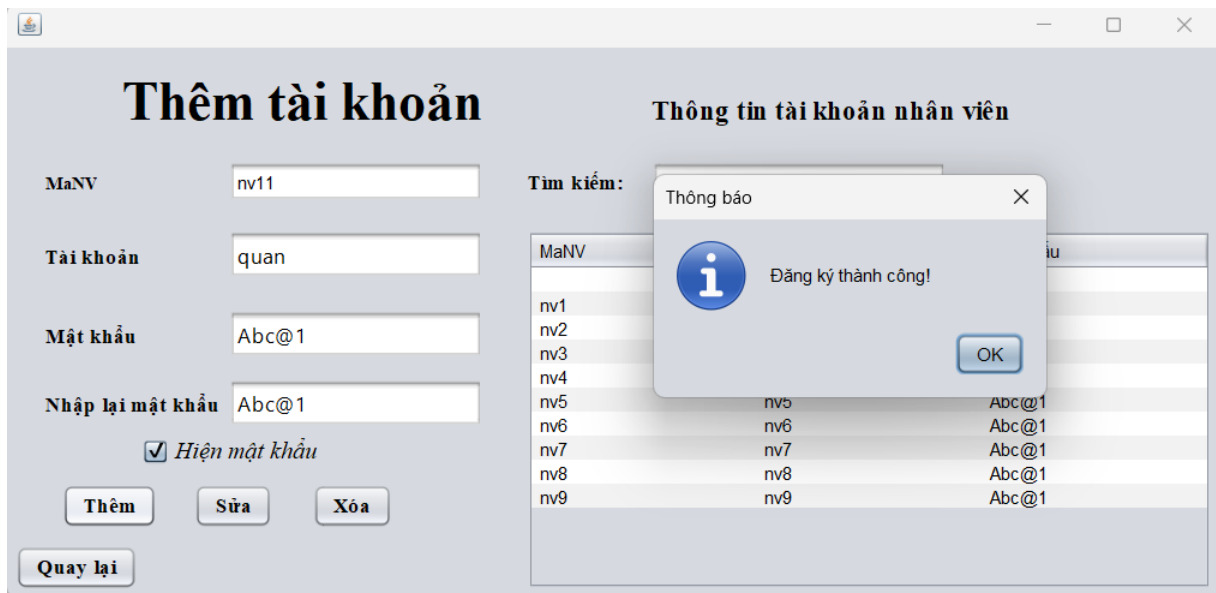 Thêm tài khoản
Thông tin tài khoản nhân viên
MaNV nv11
Tài khoản quan
Mật khẩu Abc@1
Nhập lại mật khẩu Abc@1
Hiện mật khẩu
Thêm Sửa Xóa
Quay lại
Tìm kiếm:
MaNV
nv1
nv2
nv3
nv4
nv5 nv5 Abc@1
nv6 nv6 Abc@1
nv7 nv7 Abc@1
nv8 nv8 Abc@1
nv9 nv9 Abc@1
Thông báo
Đăng ký thành công!
OK